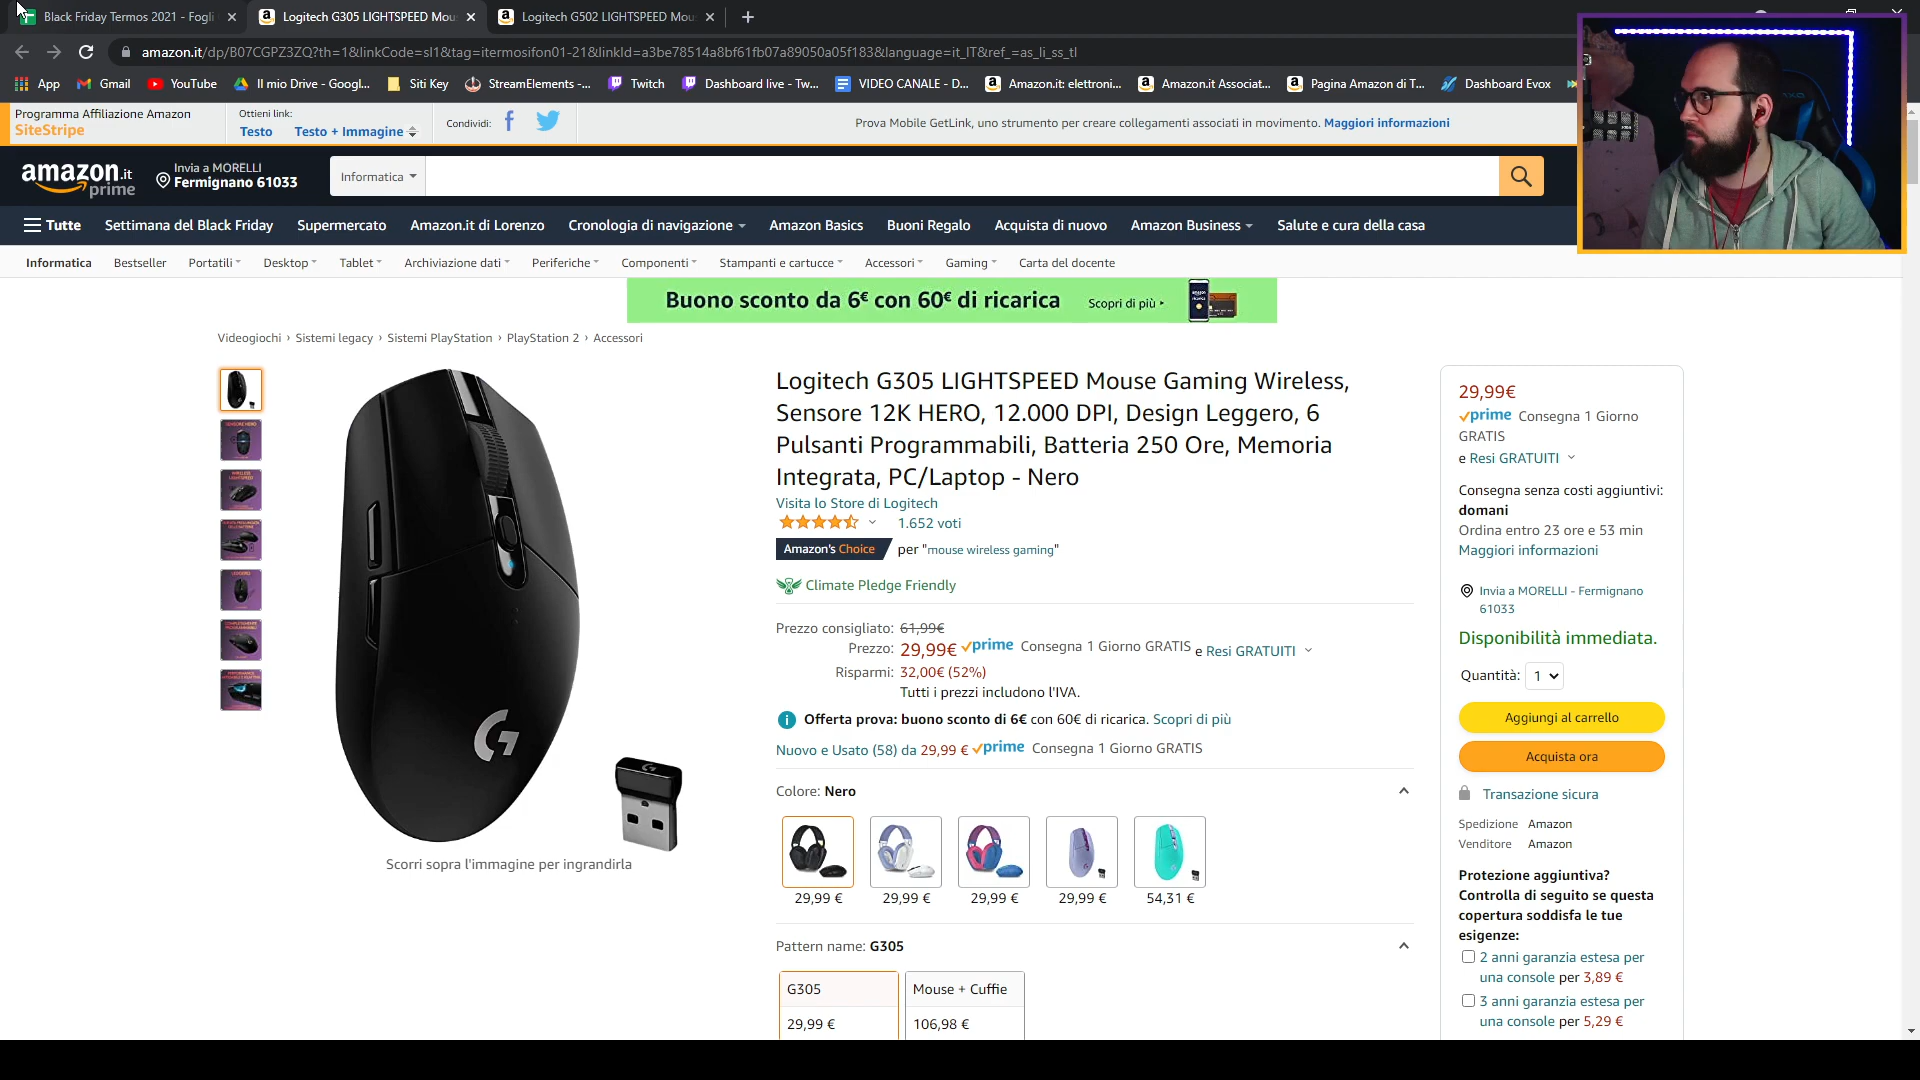 Black Friday Termos 2021 - Fogli
Logitech G305 LIGHTSPEED Mou
Logitech G502 LIGHTSPEED Mou
amazon.it/dp/B07CGPZ3ZQ?th=1&linkCode=sl1&tag=itermosifon01-21&linkId=a3be78514a8bf61fb07a89050a05f183&language=it_IT&ref_=as_li_ss_tl
App Gmail YouTube Il mio Drive - Googl... Siti Key StreamElements -... Twitch Dashboard live - Tw... VIDEO CANALE - D... Amazon.it: elettroni... Amazon.it Associat... Pagina Amazon di T... Dashboard Evox
Programma Affiliazione Amazon
SiteStripe
Ottieni link:
Testo Testo + Immagine
Condividi:
Prova Mobile GetLink, uno strumento per creare collegamenti associati in movimento. Maggiori informazioni
amazon.it
prime
Invia a MORELLI
Fermignano 61033
Informatica
Tutte Settimana del Black Friday Supermercato Amazon.it di Lorenzo Cronologia di navigazione Amazon Basics Buoni Regalo Acquista di nuovo Amazon Business Salute e cura della casa
Informatica Bestseller Portatili Desktop Tablet Archiviazione dati Periferiche Componenti Stampanti e cartucce Accessori Gaming Carta del docente
Buono sconto da 6€ con 60€ di ricarica Scopri di più
Videogiochi › Sistemi legacy › Sistemi PlayStation › PlayStation 2 › Accessori
Scorri sopra l'immagine per ingrandirla
Logitech G305 LIGHTSPEED Mouse Gaming Wireless,
Sensore 12K HERO, 12.000 DPI, Design Leggero, 6
Pulsanti Programmabili, Batteria 250 Ore, Memoria
Integrata, PC/Laptop - Nero
Visita lo Store di Logitech
1.652 voti
Amazon's Choice per "mouse wireless gaming"
Climate Pledge Friendly
Prezzo consigliato: 61,99€
Prezzo: 29,99€ prime Consegna 1 Giorno GRATIS e Resi GRATUITI
Risparmi: 32,00€ (52%)
Tutti i prezzi includono l'IVA.
Offerta prova: buono sconto di 6€ con 60€ di ricarica. Scopri di più
Nuovo e Usato (58) da 29,99 € prime Consegna 1 Giorno GRATIS
Colore: Nero
29,99 € 29,99 € 29,99 € 29,99 € 54,31 €
Pattern name: G305
G305
29,99 €
Mouse + Cuffie
106,98 €
29,99€
prime Consegna 1 Giorno
GRATIS
e Resi GRATUITI
Consegna senza costi aggiuntivi:
domani
Ordina entro 23 ore e 53 min
Maggiori informazioni
Invia a MORELLI - Fermignano
61033
Disponibilità immediata.
Quantità: 1
Aggiungi al carrello
Acquista ora
Transazione sicura
Spedizione Amazon
Venditore Amazon
Protezione aggiuntiva?
Controlla di seguito se questa
copertura soddisfa le tue
esigenze:
2 anni garanzia estesa per
una console per 3,89 €
3 anni garanzia estesa per
una console per 5,29 €